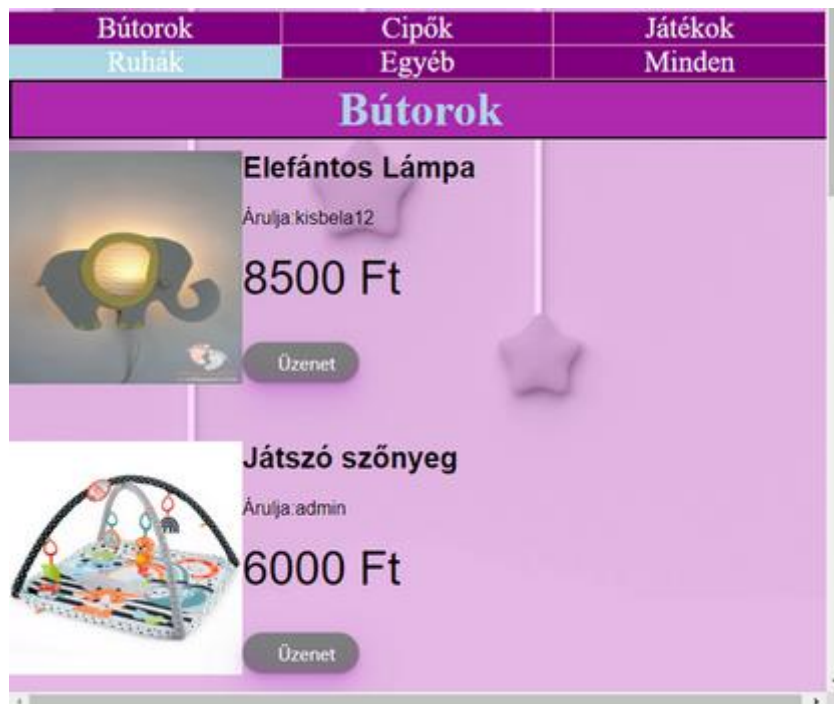 Bútorok Cipők Játékok
Ruhák Egyéb Minden
Bútorok
Elefántos Lámpa
Árulja:kisbela12
8500 Ft
Üzenet
Játszó szőnyeg
Árulja:admin
6000 Ft
Üzenet